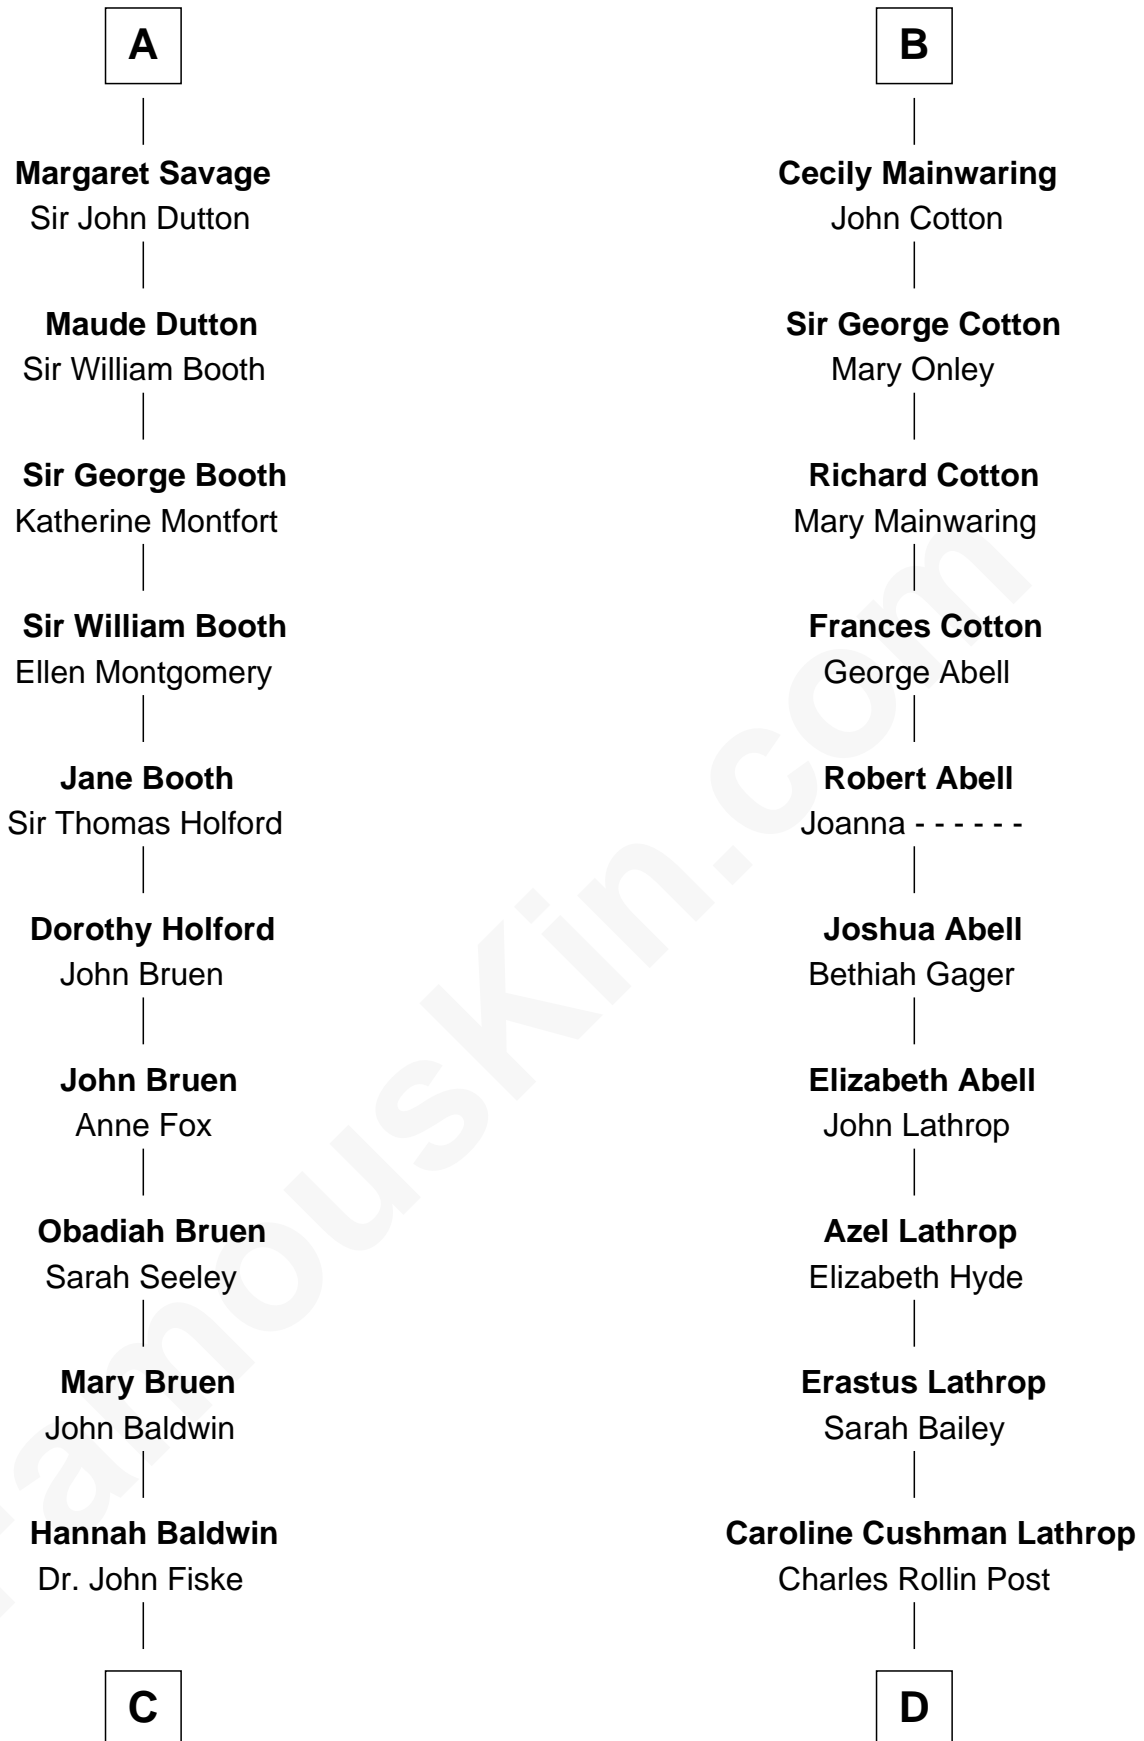 A
Margaret Savage
Sir John Dutton
Maude Dutton
Sir William Booth
Sir George Booth
Katherine Montfort
Sir William Booth
Ellen Montgomery
Jane Booth
Sir Thomas Holford
Dorothy Holford
John Bruen
John Bruen
Anne Fox
Obadiah Bruen
Sarah Seeley
Mary Bruen
John Baldwin
Hannah Baldwin
Dr. John Fiske
C
B
Cecily Mainwaring
John Cotton
Sir George Cotton
Mary Onley
Richard Cotton
Mary Mainwaring
Frances Cotton
George Abell
Robert Abell
Joanna - - - - - -
Joshua Abell
Bethiah Gager
Elizabeth Abell
John Lathrop
Azel Lathrop
Elizabeth Hyde
Erastus Lathrop
Sarah Bailey
Caroline Cushman Lathrop
Charles Rollin Post
D
FamousKin.com